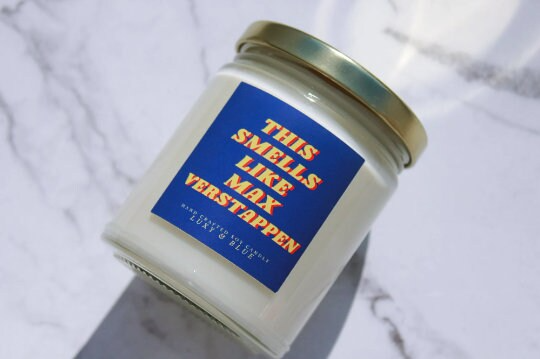 THIS
SMELLS
LIKE
MAX
VERSTAPPEN
HAND CRAFTED SOY CANDLE
LUXY & BLUE